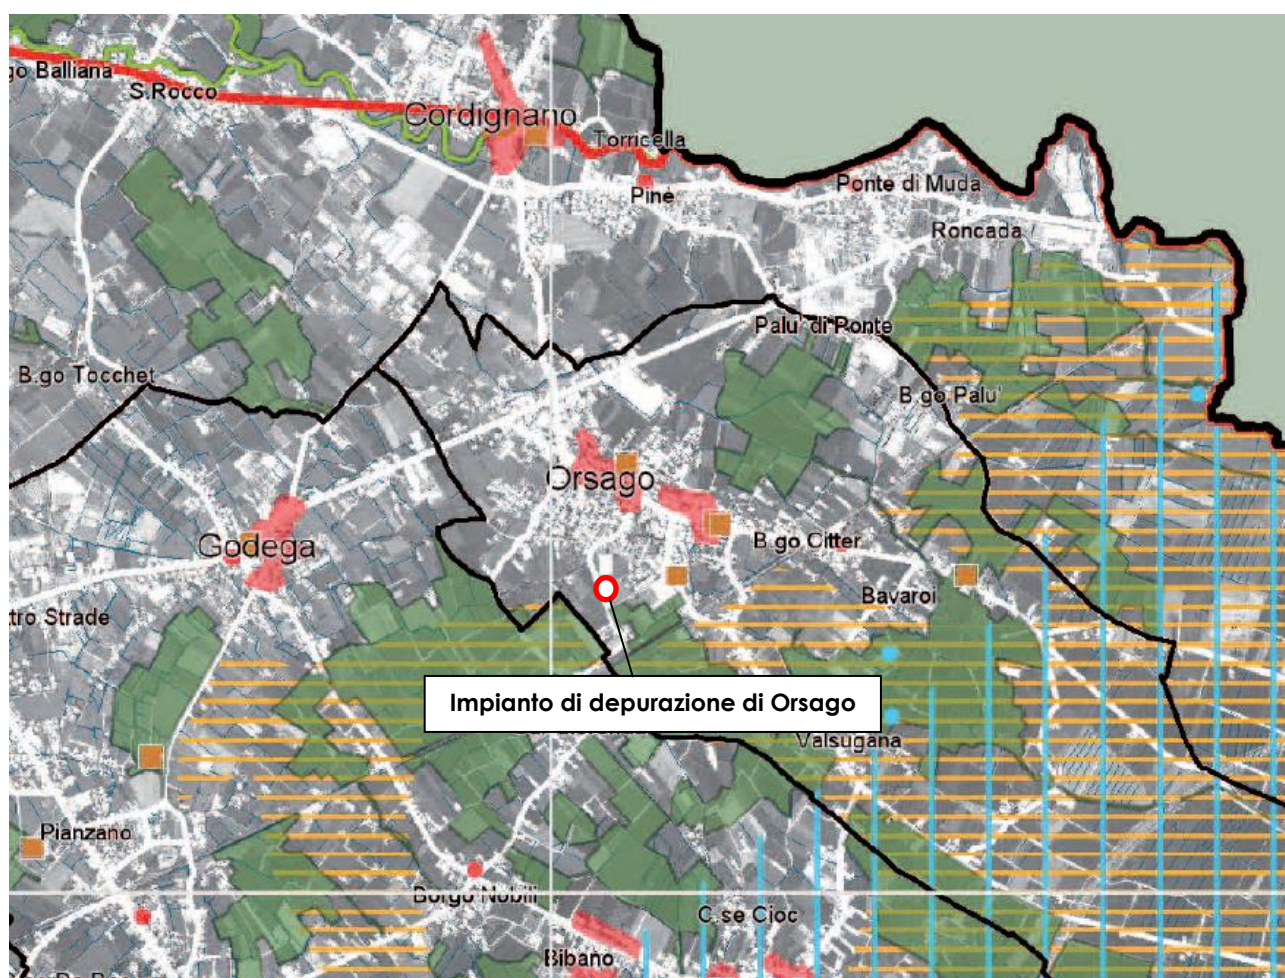 go Balliana
S.Rocco
Cordignano
Torricella
Pinè
Ponte di Muda
Roncada
Palu' di Ponte
B.go Tocchet
B.go Palu'
Orsago
Godega
B.go Citter
Bavaroi
tro Strade
Impianto di depurazione di Orsago
Valsugana
Pianzano
Borgo Nobili
C.se Cioc
Bibano